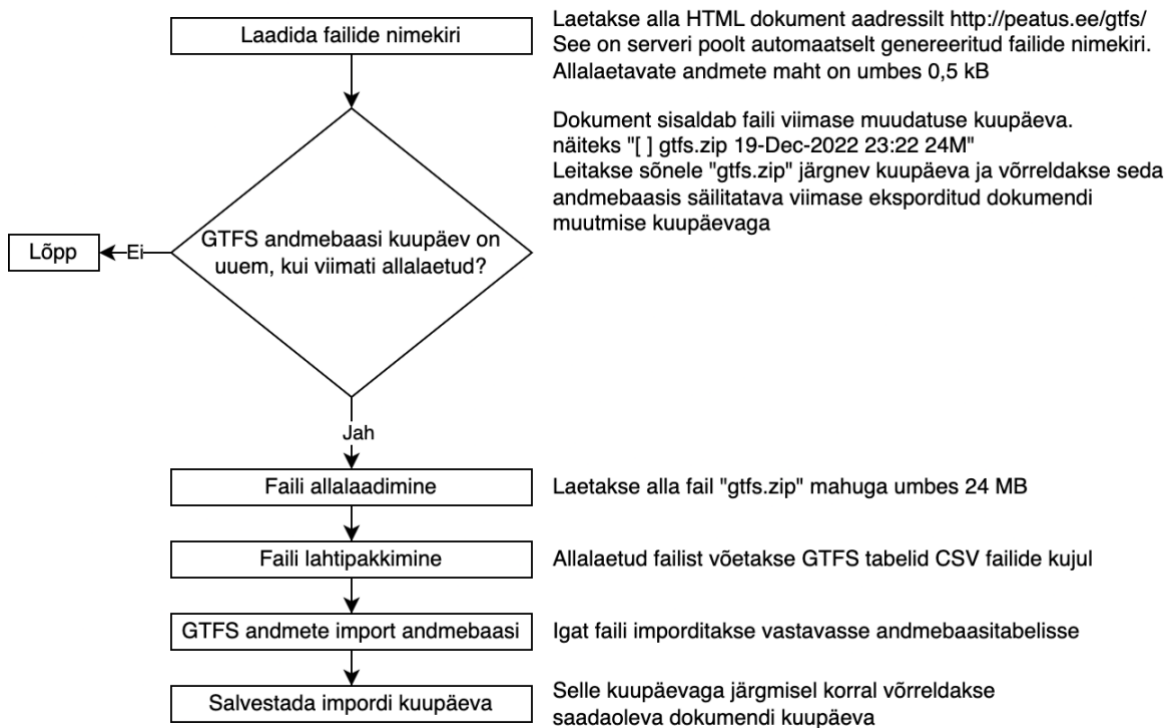 Laadida failide nimekiri
Laetakse alla HTML dokument aadressilt http://peatus.ee/gtfs/
See on serveri poolt automaatselt genereeritud failide nimekiri.
Allalaetavate andmete maht on umbes 0,5 kB
Dokument sisaldab faili viimase muudatuse kuupäeva.
näiteks "[ ] gtfs.zip 19-Dec-2022 23:22 24M"
Leitakse sõnele "gtfs.zip" järgnev kuupäeva ja võrreldakse seda
andmebaasis säilitatava viimase eksporditud dokumendi
muutmise kuupäevaga
GTFS andmebaasi kuupäev on
uuem, kui viimati allalaetud?
Ei
Lõpp
Jah
Faili allalaadimine
Laetakse alla fail "gtfs.zip" mahuga umbes 24 MB
Faili lahtipakkimine
Allalaetud failist võetakse GTFS tabelid CSV failide kujul
GTFS andmete import andmebaasi
Igat faili imporditakse vastavasse andmebaasitabelisse
Salvestada impordi kuupäeva
Selle kuupäevaga järgmisel korral võrreldakse
saadaoleva dokumendi kuupäeva